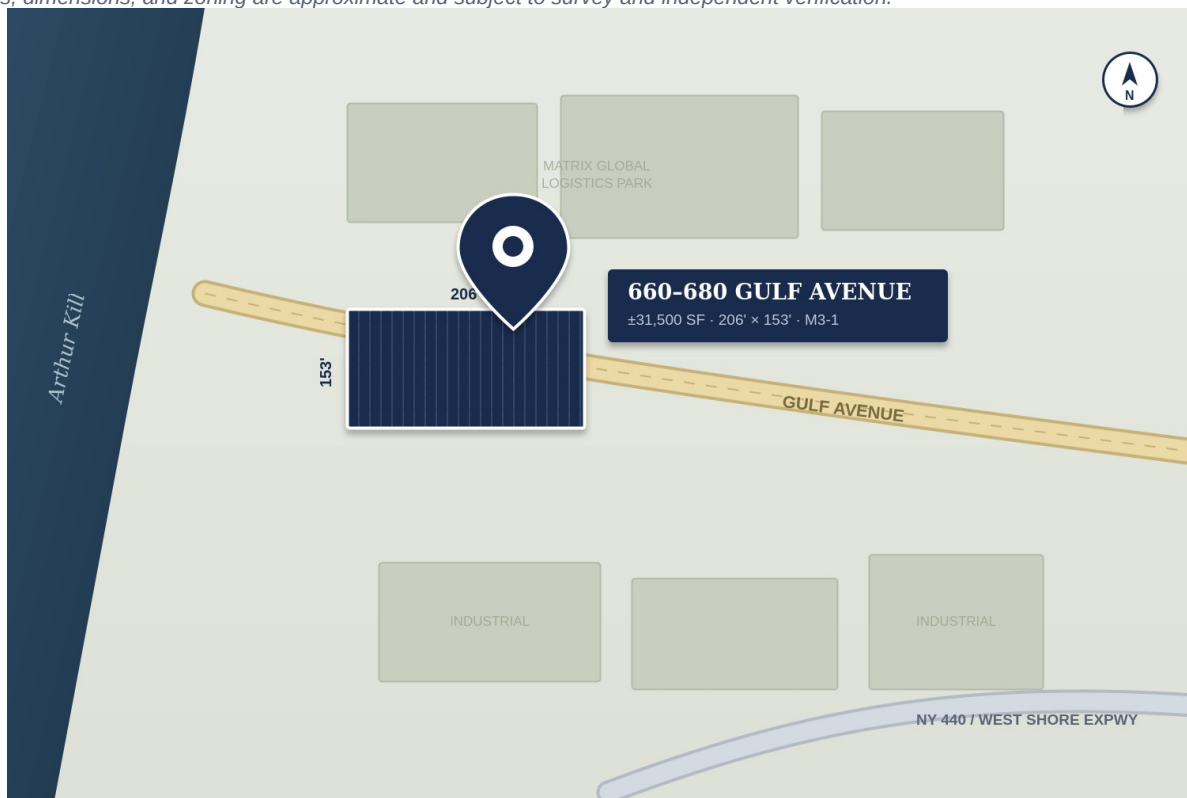 s, dimensions, and zoning are approximate and subject to survey and independent verification.
N
MATRIX GLOBAL
LOGISTICS PARK
660–680 GULF AVENUE
±31,500 SF · 206' × 153' · M3-1
206
153'
Arthur Kill
GULF AVENUE
INDUSTRIAL
INDUSTRIAL
NY 440 / WEST SHORE EXPWY